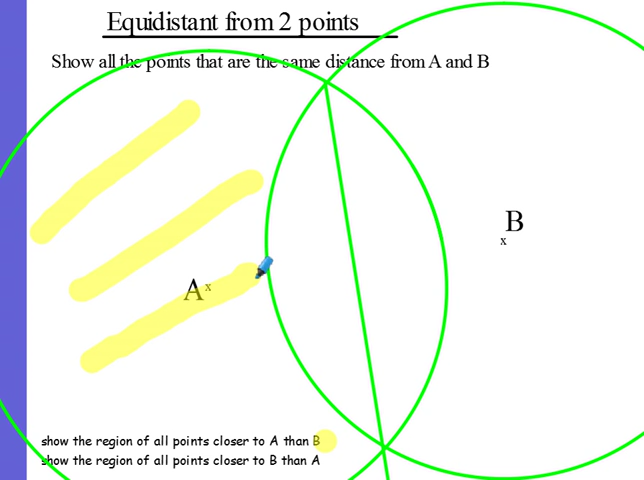 Equidistant from 2 points
Show all the points that are the same distance from A and B
B
x
A x
show the region of all points closer to A than B
show the region of all points closer to B than A